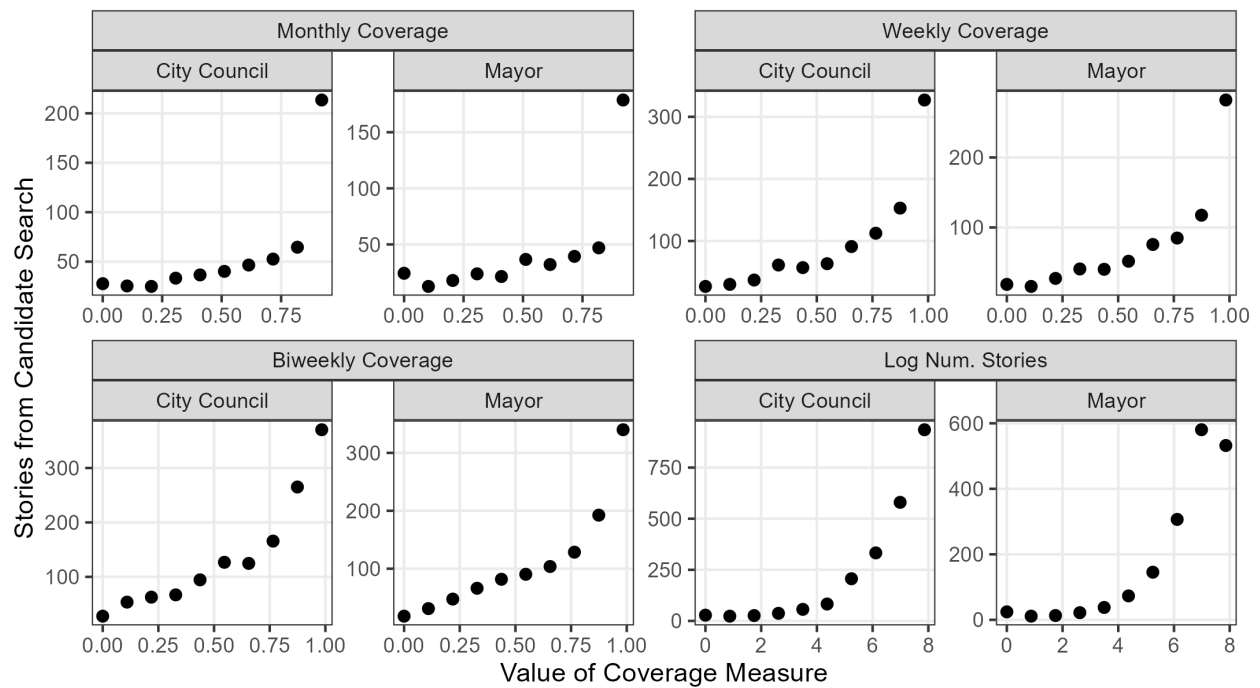 Monthly Coverage
Weekly Coverage
City Council
Mayor
City Council
Mayor
200
150
100
50
150
100
50
300
200
100
200
100
0.00 0.25 0.50 0.75
0.00 0.25 0.50 0.75
0.00 0.25 0.50 0.75 1.00
0.00 0.25 0.50 0.75 1.00
Stories from Candidate Search
Biweekly Coverage
Log Num. Stories
City Council
Mayor
City Council
Mayor
300
200
100
300
200
100
750
500
250
0
600
400
200
0
0.00 0.25 0.50 0.75 1.00
0.00 0.25 0.50 0.75 1.00
0 2 4 6 8
0 2 4 6 8
Value of Coverage Measure